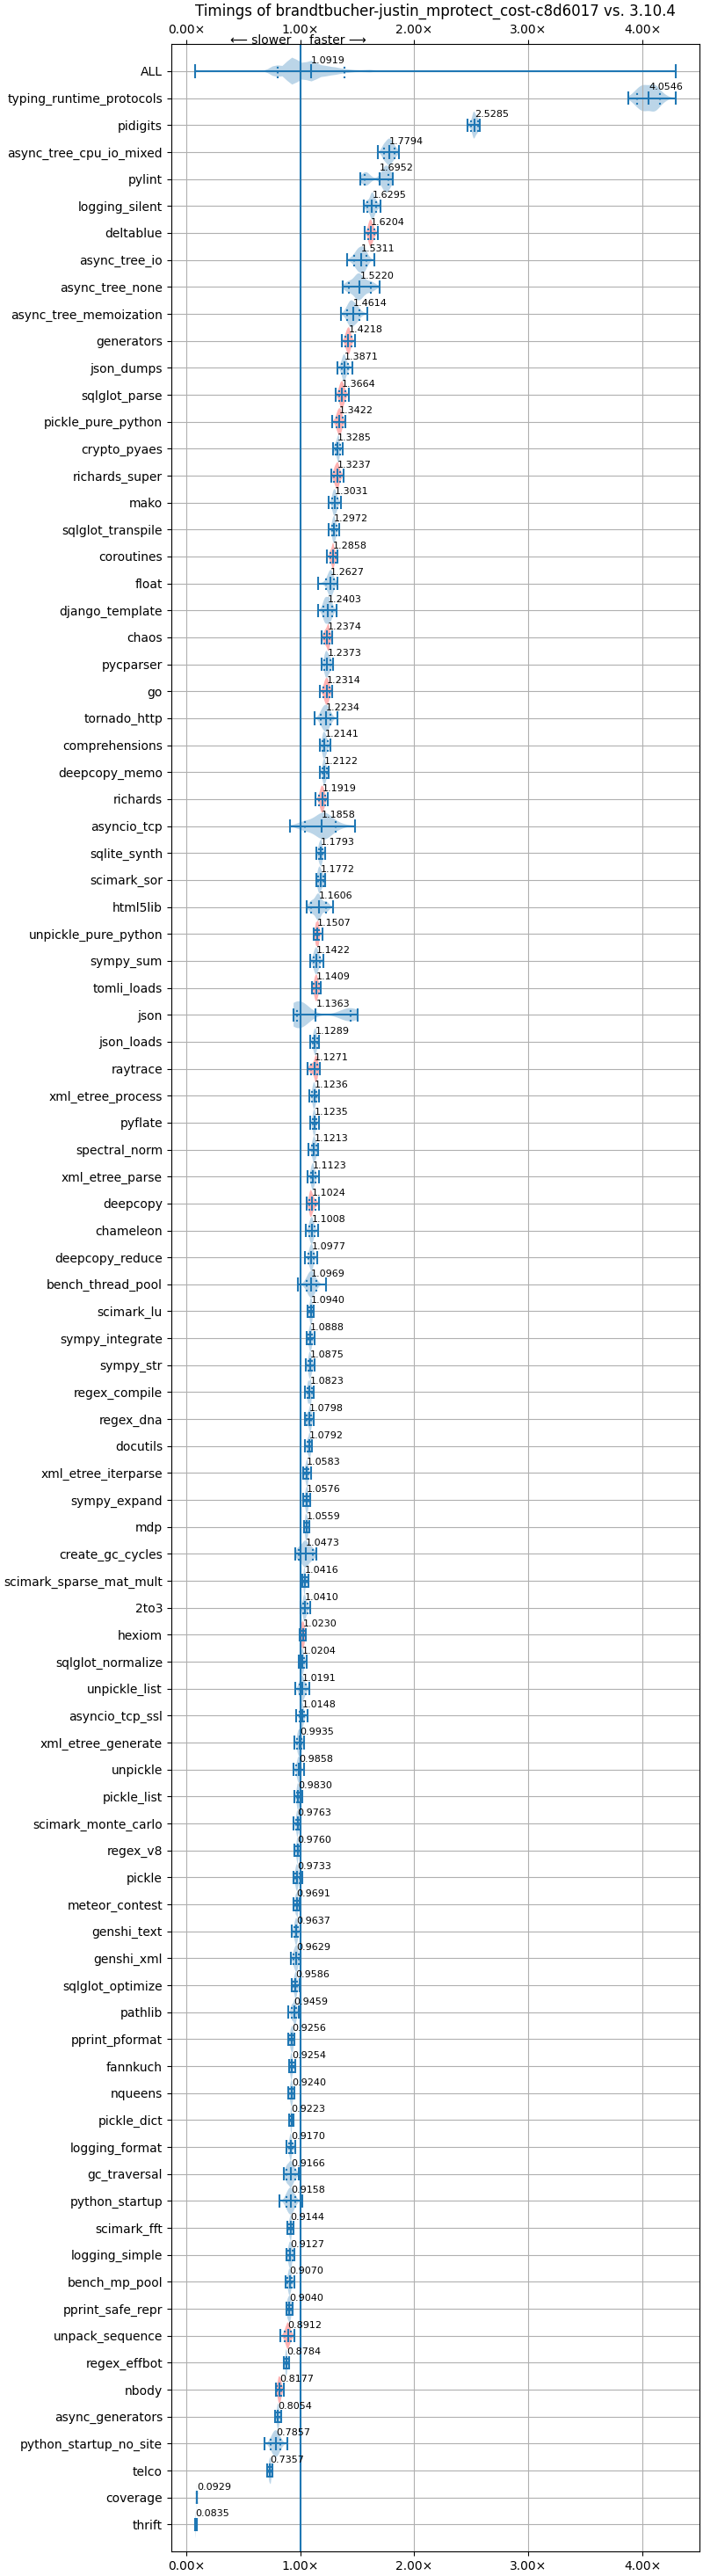 Timings of brandtbucher-justin_mprotect_cost-c8d6017 vs. 3.10.4
0.00× 1.00× 2.00× 3.00× 4.00×
⟵ slower faster ⟶
ALL 1.0919
typing_runtime_protocols 4.0546
pidigits 2.5285
async_tree_cpu_io_mixed 1.7794
pylint 1.6952
logging_silent 1.6295
deltablue 1.6204
async_tree_io 1.5311
async_tree_none 1.5220
async_tree_memoization 1.4614
generators 1.4218
json_dumps 1.3871
sqlglot_parse 1.3664
pickle_pure_python 1.3422
crypto_pyaes 1.3285
richards_super 1.3237
mako 1.3031
sqlglot_transpile 1.2972
coroutines 1.2858
float 1.2627
django_template 1.2403
chaos 1.2374
pycparser 1.2373
go 1.2314
tornado_http 1.2234
comprehensions 1.2141
deepcopy_memo 1.2122
richards 1.1919
asyncio_tcp 1.1858
sqlite_synth 1.1793
scimark_sor 1.1772
html5lib 1.1606
unpickle_pure_python 1.1507
sympy_sum 1.1422
tomli_loads 1.1409
json 1.1363
json_loads 1.1289
raytrace 1.1271
xml_etree_process 1.1236
pyflate 1.1235
spectral_norm 1.1213
xml_etree_parse 1.1123
deepcopy 1.1024
chameleon 1.1008
deepcopy_reduce 1.0977
bench_thread_pool 1.0969
scimark_lu 1.0940
sympy_integrate 1.0888
sympy_str 1.0875
regex_compile 1.0823
regex_dna 1.0798
docutils 1.0792
xml_etree_iterparse 1.0583
sympy_expand 1.0576
mdp 1.0559
create_gc_cycles 1.0473
scimark_sparse_mat_mult 1.0416
2to3 1.0410
hexiom 1.0230
sqlglot_normalize 1.0204
unpickle_list 1.0191
asyncio_tcp_ssl 1.0148
xml_etree_generate 0.9935
unpickle 0.9858
pickle_list 0.9830
scimark_monte_carlo 0.9763
regex_v8 0.9760
pickle 0.9733
meteor_contest 0.9691
genshi_text 0.9637
genshi_xml 0.9629
sqlglot_optimize 0.9586
pathlib 0.9459
pprint_pformat 0.9256
fannkuch 0.9254
nqueens 0.9240
pickle_dict 0.9223
logging_format 0.9170
gc_traversal 0.9166
python_startup 0.9158
scimark_fft 0.9144
logging_simple 0.9127
bench_mp_pool 0.9070
pprint_safe_repr 0.9040
unpack_sequence 0.8912
regex_effbot 0.8784
nbody 0.8177
async_generators 0.8054
python_startup_no_site 0.7857
telco 0.7357
coverage 0.0929
thrift 0.0835
0.00× 1.00× 2.00× 3.00× 4.00×